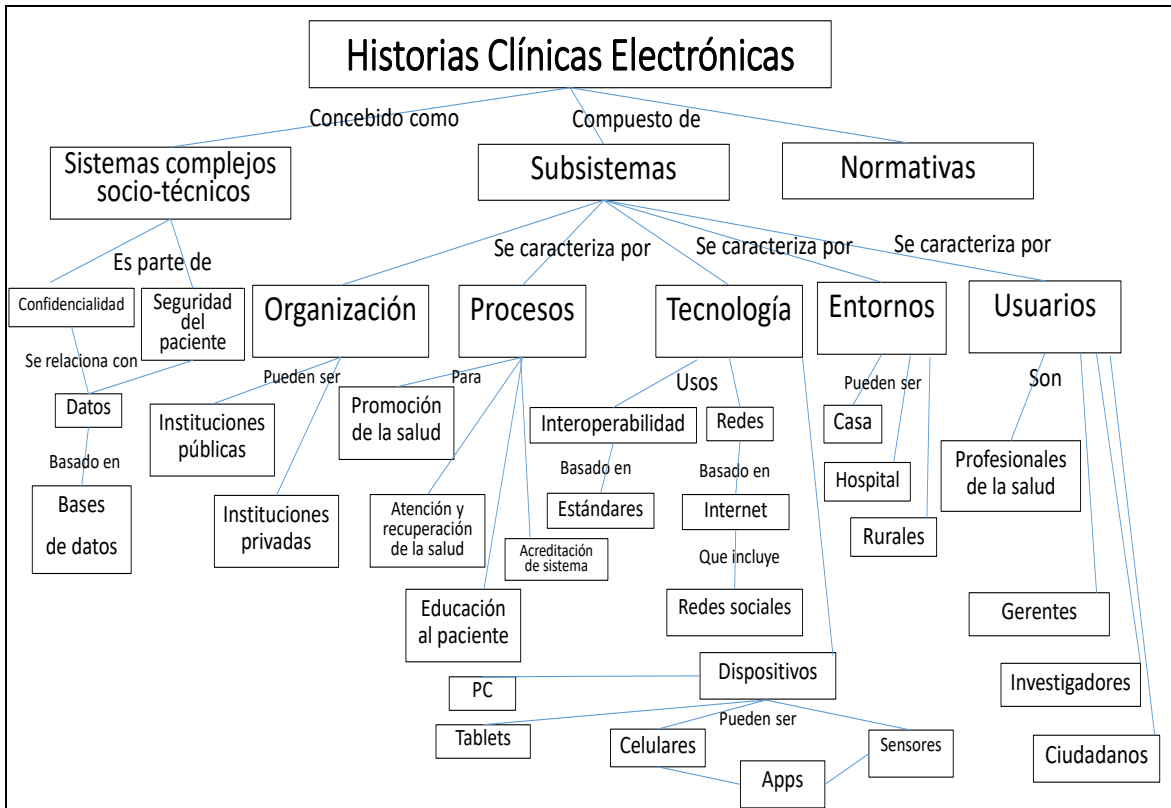 Historias Clínicas Electrónicas
Concebido como
Compuesto de
Sistemas complejos
socio-técnicos
Subsistemas
Normativas
Es parte de
Se caracteriza por
Se caracteriza por
Se caracteriza por
Confidencialidad
Seguridad
del
paciente
Organización
Procesos
Tecnología
Entornos
Usuarios
Se relaciona con
Pueden ser
Para
Usos
Pueden ser
Son
Datos
Instituciones
públicas
Promoción
de la salud
Interoperabilidad
Redes
Casa
Profesionales
de la salud
Basado en
Basado en
Basado en
Hospital
Bases
de datos
Instituciones
privadas
Atención y
recuperación
de la salud
Estándares
Internet
Rurales
Acreditación
de sistema
Que incluye
Educación
al paciente
Redes sociales
Gerentes
Dispositivos
PC
Investigadores
Pueden ser
Tablets
Celulares
Sensores
Ciudadanos
Apps